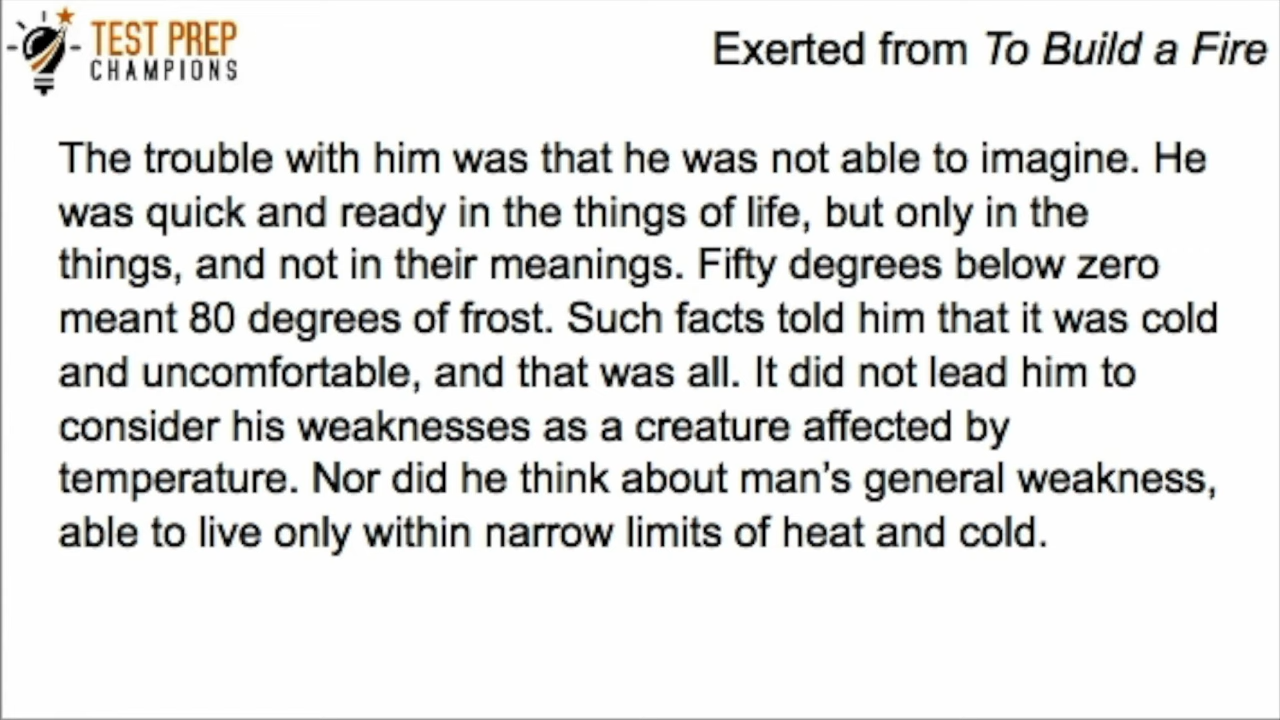 TEST PREP
CHAMPIONS
Exerted from To Build a Fire
The trouble with him was that he was not able to imagine. He
was quick and ready in the things of life, but only in the
things, and not in their meanings. Fifty degrees below zero
meant 80 degrees of frost. Such facts told him that it was cold
and uncomfortable, and that was all. It did not lead him to
consider his weaknesses as a creature affected by
temperature. Nor did he think about man’s general weakness,
able to live only within narrow limits of heat and cold.